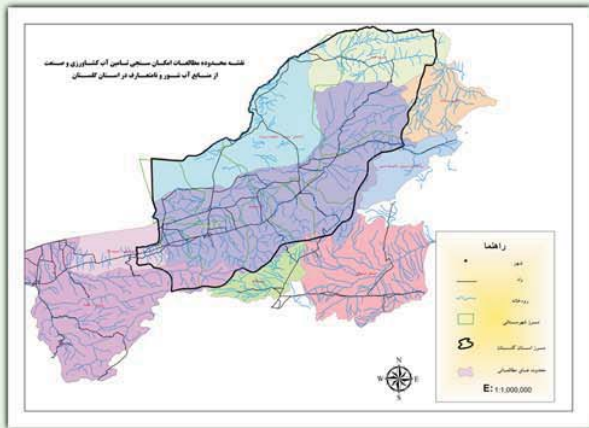 نقشه محدوده مطالعات امکان سنجی تامین آب کشاورزی و صنعت
از منابع آب شور و نامتعارف در استان گلستان
راهنما
شهر
راه
رودخانه
مرز شهرستانی
مرز استان گلستان
محدوده های مطالعاتی
E: 1:1,000,000
N
W
E
S